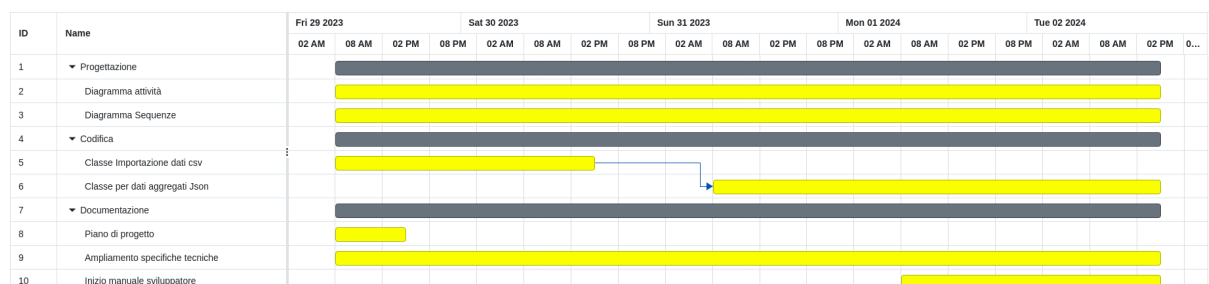 ID Name Fri 29 2023 Sat 30 2023 Sun 31 2023 Mon 01 2024 Tue 02 2024
02 AM 08 AM 02 PM 08 PM 02 AM 08 AM 02 PM 08 PM 02 AM 08 AM 02 PM 08 PM 02 AM 08 AM 02 PM 08 PM 02 AM 08 AM 02 PM 0...
1 Progettazione
2 Diagramma attività
3 Diagramma Sequenze
4 Codifica
5 Classe Importazione dati csv
6 Classe per dati aggregati Json
7 Documentazione
8 Piano di progetto
9 Ampliamento specifiche tecniche
10 Inizio manuale sviluppatore